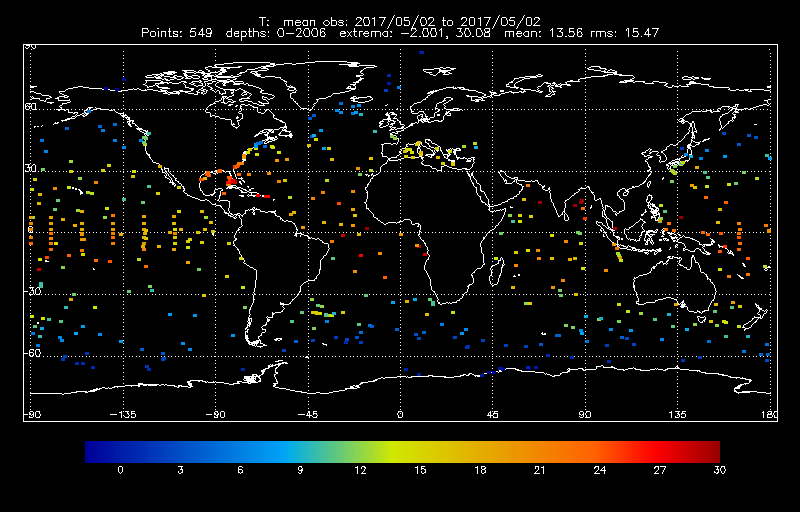 T:  mean obs: 2017/05/02 to 2017/05/02
Points: 549  depths: 0-2006  extrema: -2.001, 30.08  mean: 13.56 rms: 15.47
90
60
30
0
-30
-60
-90 -135 -90 -45 0 45 90 135 180
0 3 6 9 12 15 18 21 24 27 30